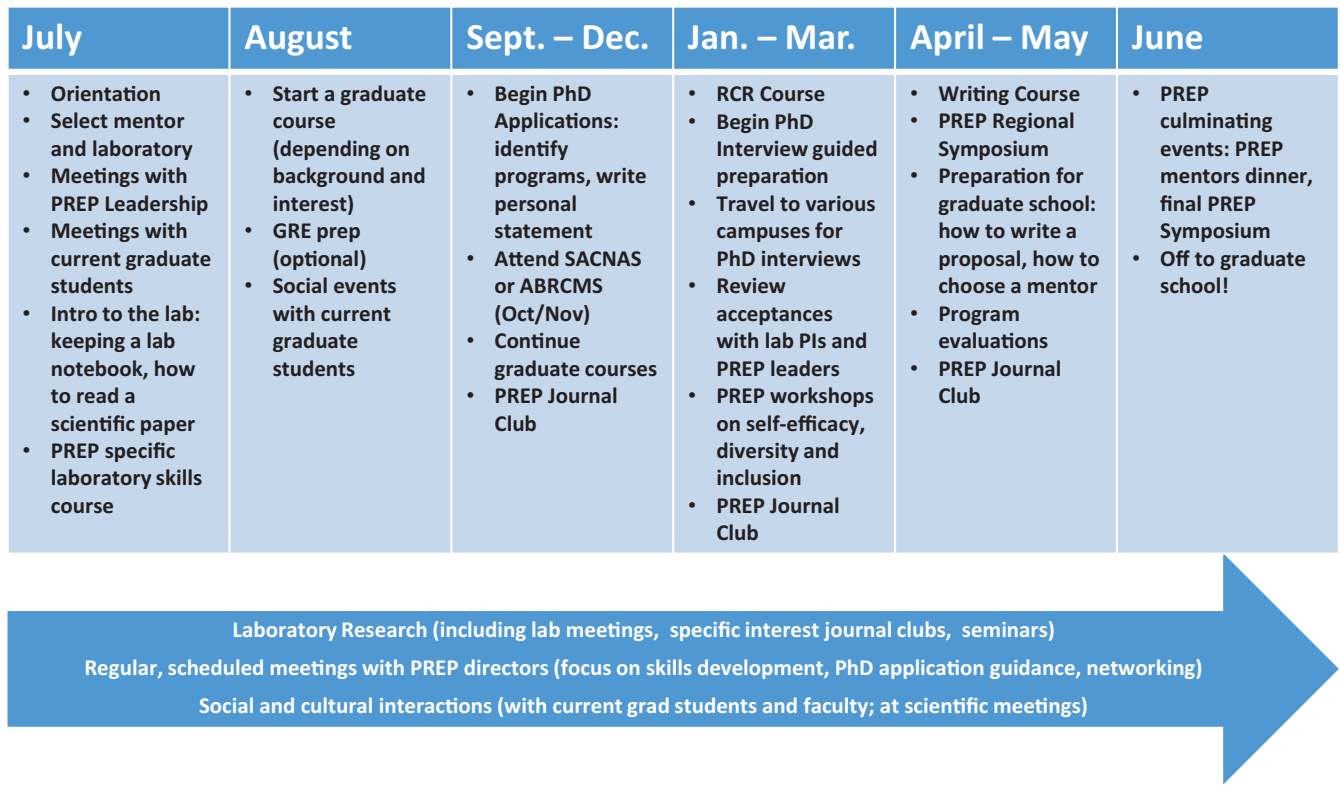 July
• Orientation
• Select mentor
and laboratory
• Meetings with
PREP Leadership
• Meetings with
current graduate
students
• Intro to the lab:
keeping a lab
notebook, how
to read a
scientific paper
• PREP specific
laboratory skills
course
August
• Start a graduate
course
(depending on
background and
interest)
• GRE prep
(optional)
• Social events
with current
graduate
students
Sept. – Dec.
• Begin PhD
Applications:
identify
programs, write
personal
statement
• Attend SACNAS
or ABRCMS
(Oct/Nov)
• Continue
graduate courses
• PREP Journal
Club
Jan. – Mar.
• RCR Course
• Begin PhD
Interview guided
preparation
• Travel to various
campuses for
PhD interviews
• Review
acceptances
with lab PIs and
PREP leaders
• PREP workshops
on self-efficacy,
diversity and
inclusion
• PREP Journal
Club
April – May
• Writing Course
• PREP Regional
Symposium
• Preparation for
graduate school:
how to write a
proposal, how to
choose a mentor
• Program
evaluations
• PREP Journal
Club
June
• PREP
culminating
events: PREP
mentors dinner,
final PREP
Symposium
• Off to graduate
school!
Laboratory Research (including lab meetings, specific interest journal clubs, seminars)
Regular, scheduled meetings with PREP directors (focus on skills development, PhD application guidance, networking)
Social and cultural interactions (with current grad students and faculty; at scientific meetings)